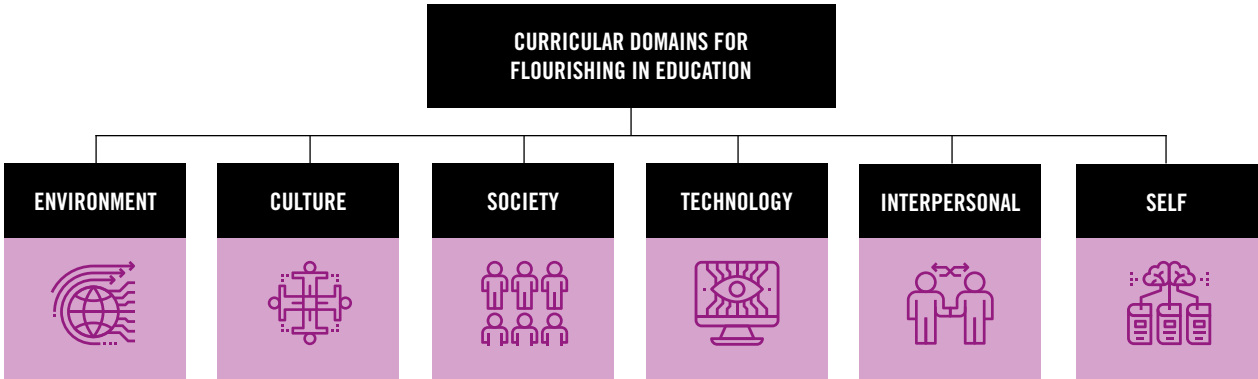 CURRICULAR DOMAINS FOR
FLOURISHING IN EDUCATION
ENVIRONMENT
CULTURE
SOCIETY
TECHNOLOGY
INTERPERSONAL
SELF